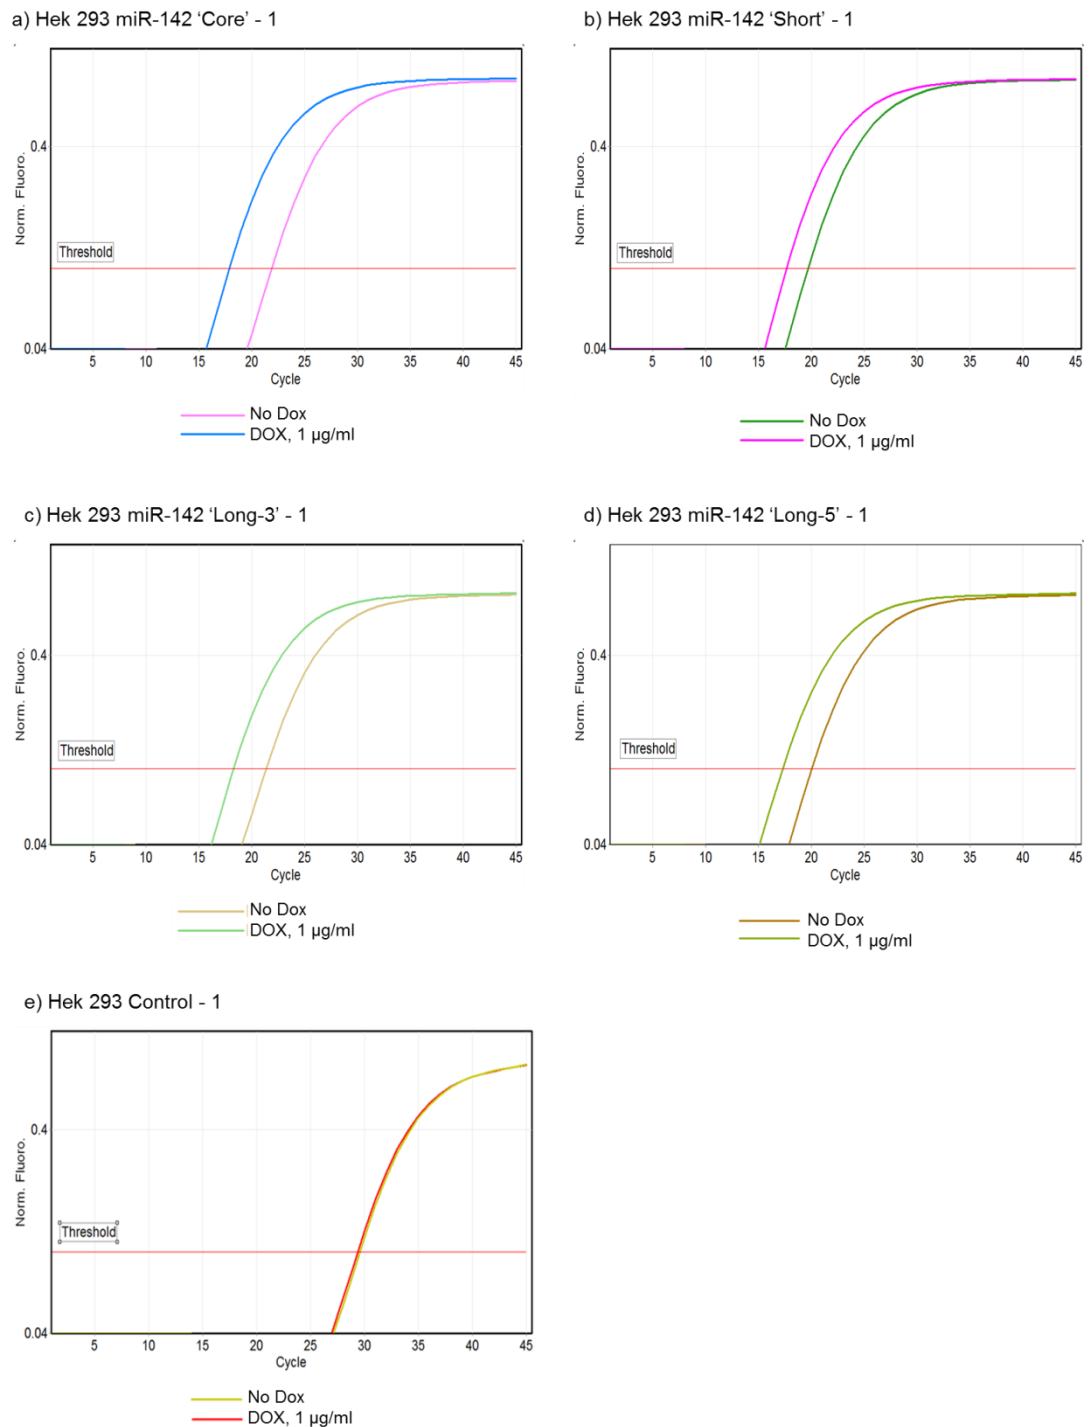 a) Hek 293 miR-142 ‘Core’ - 1
Norm. Fluoro.
0.4
Threshold
0.04
5 10 15 20 25 30 35 40 45
Cycle
No Dox
DOX, 1 µg/ml
b) Hek 293 miR-142 ‘Short’ - 1
Norm. Fluoro.
0.4
Threshold
0.04
5 10 15 20 25 30 35 40 45
Cycle
No Dox
DOX, 1 µg/ml
c) Hek 293 miR-142 ‘Long-3’ - 1
Norm. Fluoro.
0.4
Threshold
0.04
5 10 15 20 25 30 35 40 45
Cycle
No Dox
DOX, 1 µg/ml
d) Hek 293 miR-142 ‘Long-5’ - 1
Norm. Fluoro.
0.4
Threshold
0.04
5 10 15 20 25 30 35 40 45
Cycle
No Dox
DOX, 1 µg/ml
e) Hek 293 Control - 1
Norm. Fluoro.
0.4
Threshold
0.04
5 10 15 20 25 30 35 40 45
Cycle
No Dox
DOX, 1 µg/ml